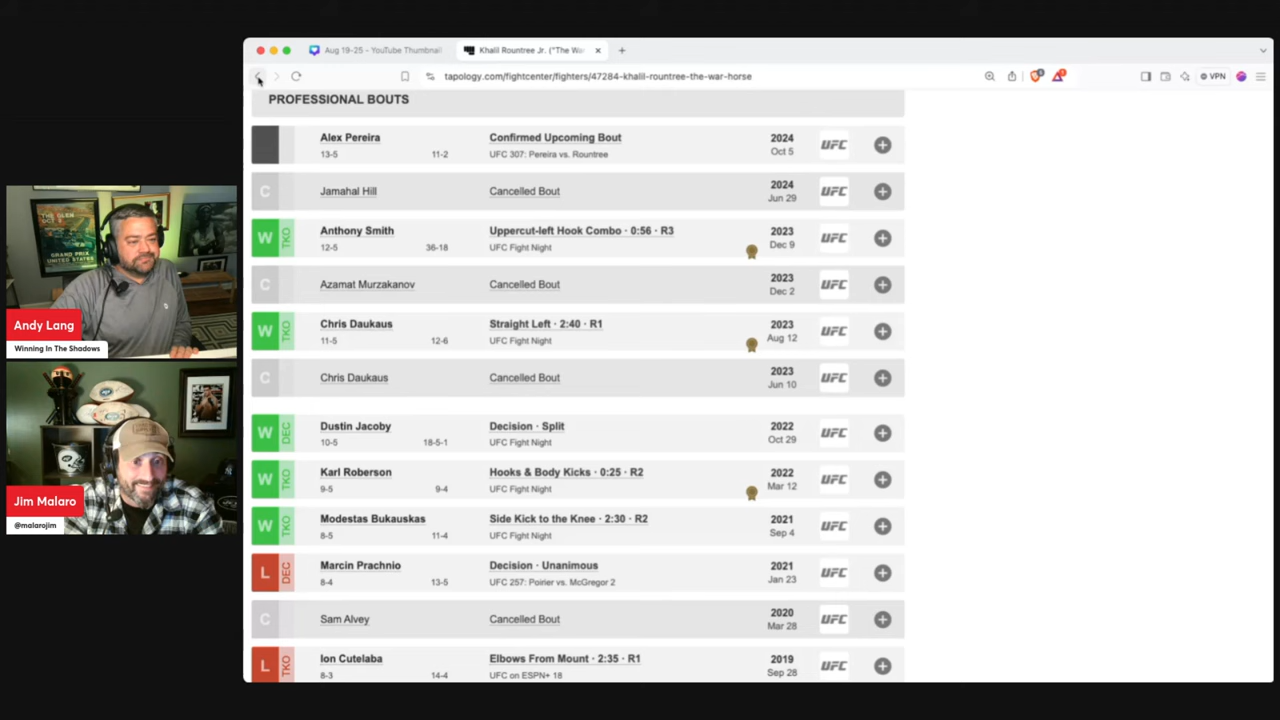 Aug 19-25 - YouTube Thumbnail
Khalil Rountree Jr. ("The Wa
tapology.com/fightcenter/fighters/47284-khalil-rountree-the-war-horse
VPN
PROFESSIONAL BOUTS
Alex Pereira Confirmed Upcoming Bout 2024 UFC
13-5 11-2 UFC 307: Pereira vs. Rountree Oct 5
C Jamahal Hill Cancelled Bout 2024 UFC
Jun 29
W TKO Anthony Smith Uppercut-left Hook Combo · 0:56 · R3 2023 UFC
12-5 36-18 UFC Fight Night Dec 9
C Azamat Murzakanov Cancelled Bout 2023 UFC
Dec 2
W TKO Chris Daukaus Straight Left · 2:40 · R1 2023 UFC
11-5 12-6 UFC Fight Night Aug 12
C Chris Daukaus Cancelled Bout 2023 UFC
Jun 10
W DEC Dustin Jacoby Decision · Split 2022 UFC
10-5 18-5-1 UFC Fight Night Oct 29
W TKO Karl Roberson Hooks & Body Kicks · 0:25 · R2 2022 UFC
9-5 9-4 UFC Fight Night Mar 12
W TKO Modestas Bukauskas Side Kick to the Knee · 2:30 · R2 2021 UFC
8-5 11-4 UFC Fight Night Sep 4
L DEC Marcin Prachnio Decision · Unanimous 2021 UFC
8-4 13-5 UFC 257: Poirier vs. McGregor 2 Jan 23
C Sam Alvey Cancelled Bout 2020 UFC
Mar 28
L TKO Ion Cutelaba Elbows From Mount · 2:35 · R1 2019 UFC
8-3 14-4 UFC on ESPN+ 18 Sep 28
THE GLEN
GRAND PRIX
UNITED STATES
Andy Lang
Winning In The Shadows
Jim Malaro
@malarojim